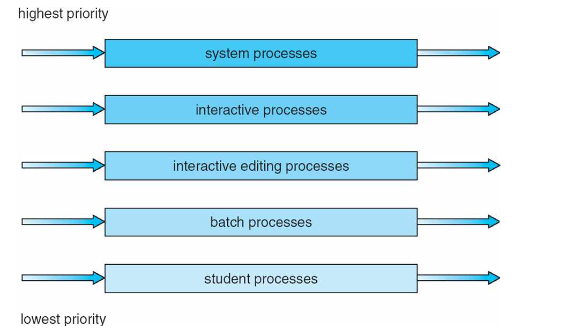 highest priority
system processes
interactive processes
interactive editing processes
batch processes
student processes
lowest priority